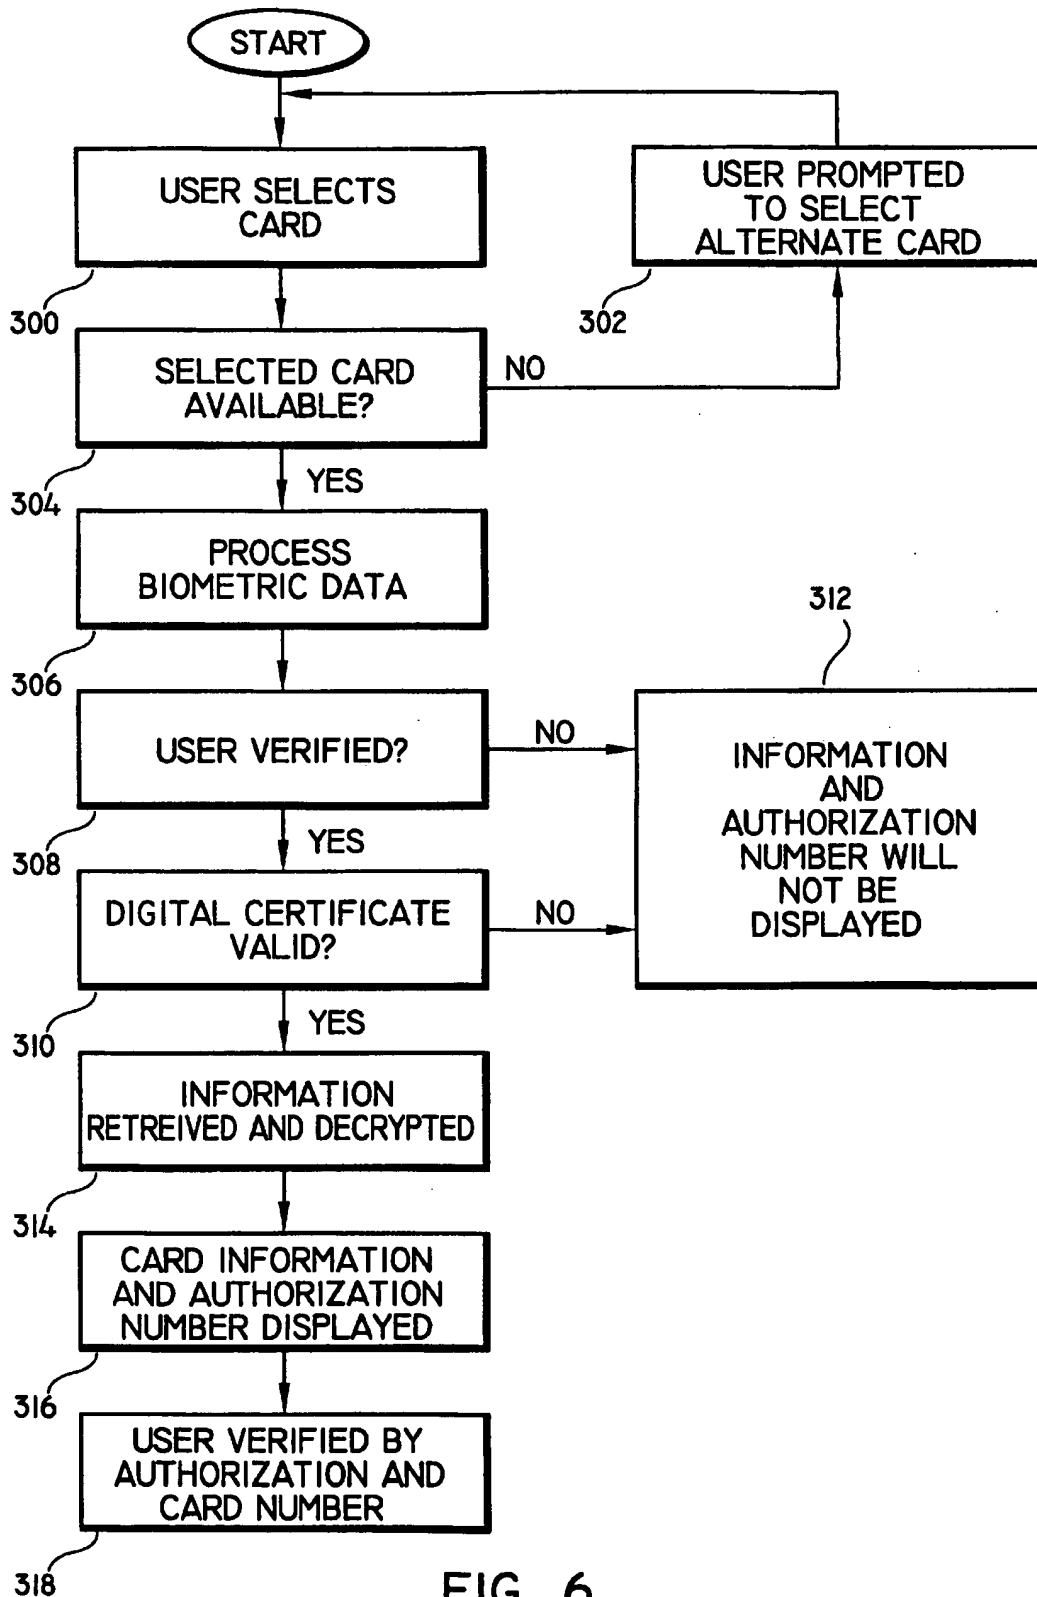 START
USER SELECTS
CARD
300
USER PROMPTED
TO SELECT
ALTERNATE CARD
302
SELECTED CARD
AVAILABLE?
NO
304
YES
PROCESS
BIOMETRIC DATA
306
312
USER VERIFIED?
NO
308
YES
INFORMATION
AND
AUTHORIZATION
NUMBER WILL
NOT BE
DISPLAYED
DIGITAL CERTIFICATE
VALID?
NO
310
YES
INFORMATION
RETREIVED AND DECRYPTED
314
CARD INFORMATION
AND AUTHORIZATION
NUMBER DISPLAYED
316
USER VERIFIED BY
AUTHORIZATION AND
CARD NUMBER
318
FIG. 6